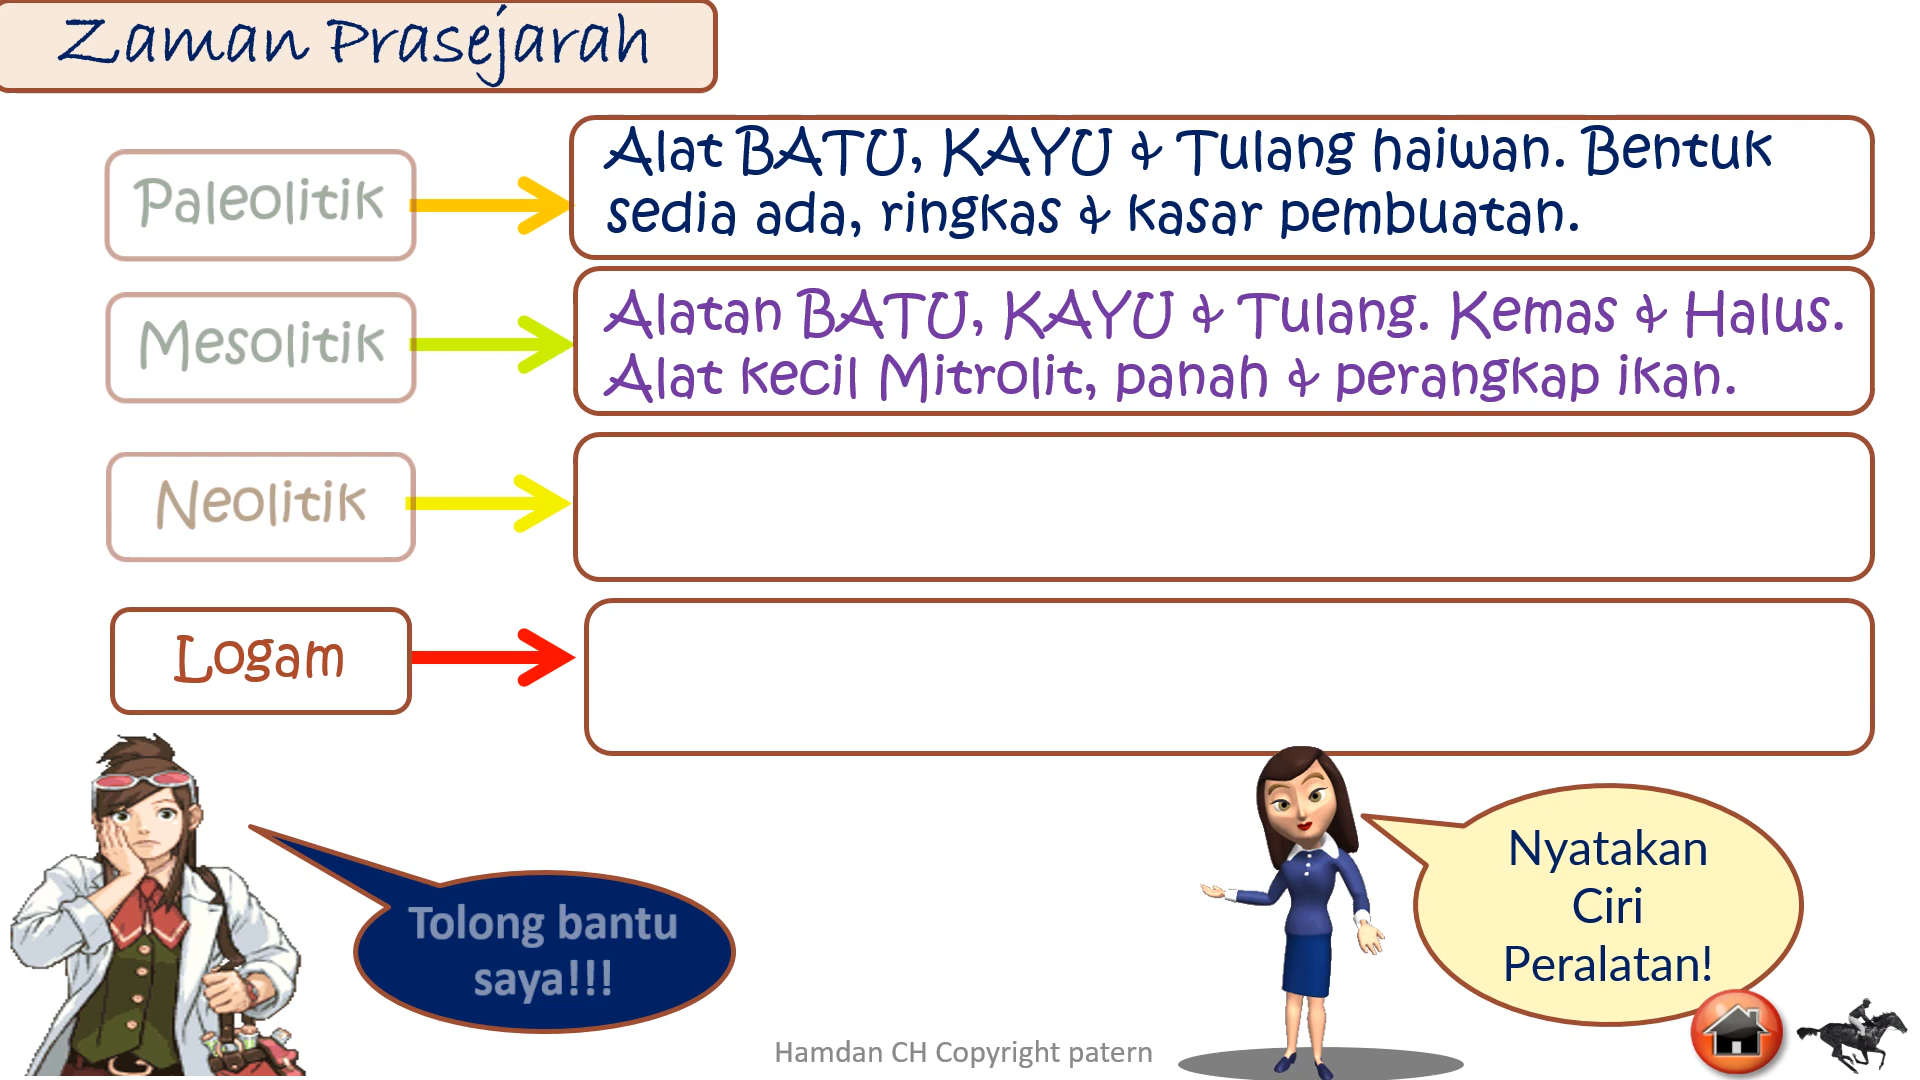 Zaman Prasejarah
Paleolitik
Alat BATU, KAYU & Tulang haiwan. Bentuk
sedia ada, ringkas & kasar pembuatan.
Mesolitik
Alatan BATU, KAYU & Tulang. Kemas & Halus.
Alat kecil Mitrolit, panah & perangkap ikan.
Neolitik
Logam
Tolong bantu
saya!!!
Nyatakan
Ciri
Peralatan!
Hamdan CH Copyright patern